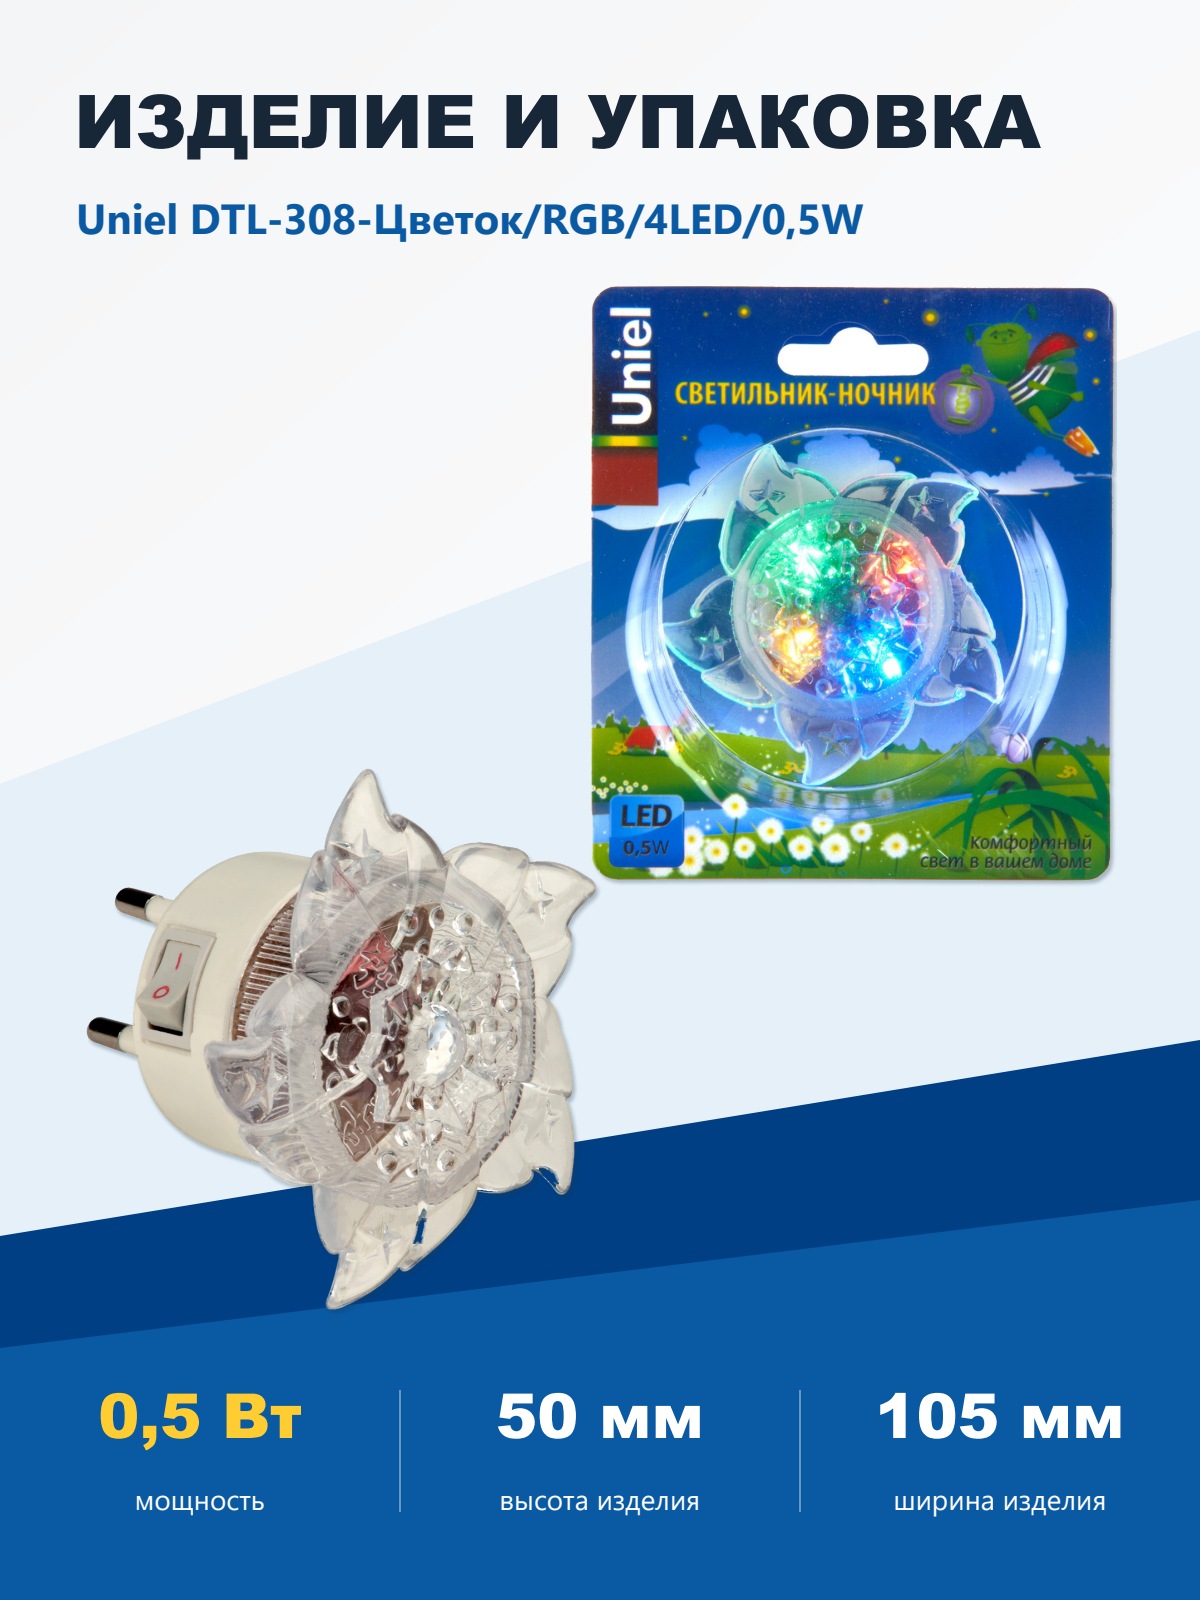 ИЗДЕЛИЕ И УПАКОВКА
Uniel DTL-308-Цветок/RGB/4LED/0,5W
Uniel
СВЕТИЛЬНИК-НОЧНИК
LED
0,5W
Комфортный
свет в вашем доме
0,5 Вт
мощность
50 мм
высота изделия
105 мм
ширина изделия